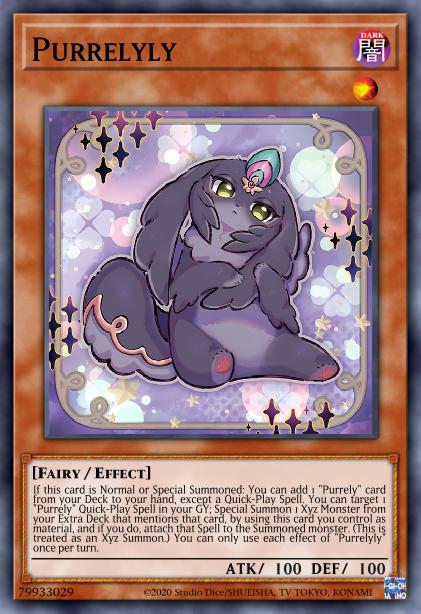 PURRELYLY
DARK
闇
[FAIRY / EFFECT]
If this card is Normal or Special Summoned: You can add 1 "Purrely" card
from your Deck to your hand, except a Quick-Play Spell. You can target 1
"Purrely" Quick-Play Spell in your GY; Special Summon 1 Xyz Monster from
your Extra Deck that mentions that card, by using this card you control as
material, and if you do, attach that Spell to the Summoned monster. (This is
treated as an Xyz Summon.) You can only use each effect of "Purrelyly"
once per turn.
ATK/ 100 DEF/ 100
79933029 ©2020 Studio Dice/SHUEISHA, TV TOKYO, KONAMI